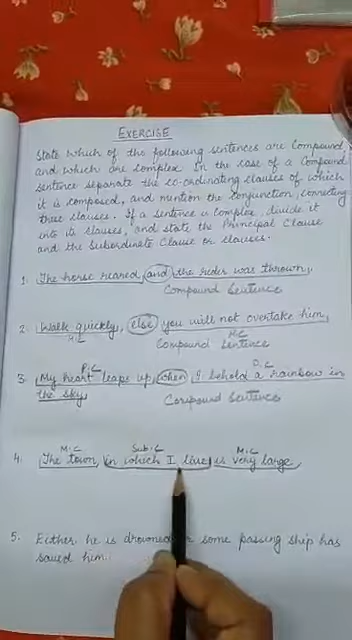 EXERCISE
State which of the following sentences are Compound,
and which are complex. In the case of a Compound
sentence separate the co-ordinating clauses of which
it is composed, and mention the conjunction, connecting
these clauses. If a sentence is complex, divide it
into its clauses, and state the Principal Clause
and the Subordinate Clause or clauses.
1. The horse reared, and the rider was thrown,
Compound Sentence
2. Walk quickly, else you will not overtake him,
M.C M.C
Compound Sentence
P.C D.C
3. My heart leaps up, when I behold a rainbow in
the sky,
Compound Sentence
M.C Sub.C M.C
4. The town, in which I live, is very large,
5. Either he is drowned or some passing ship has
saved him.